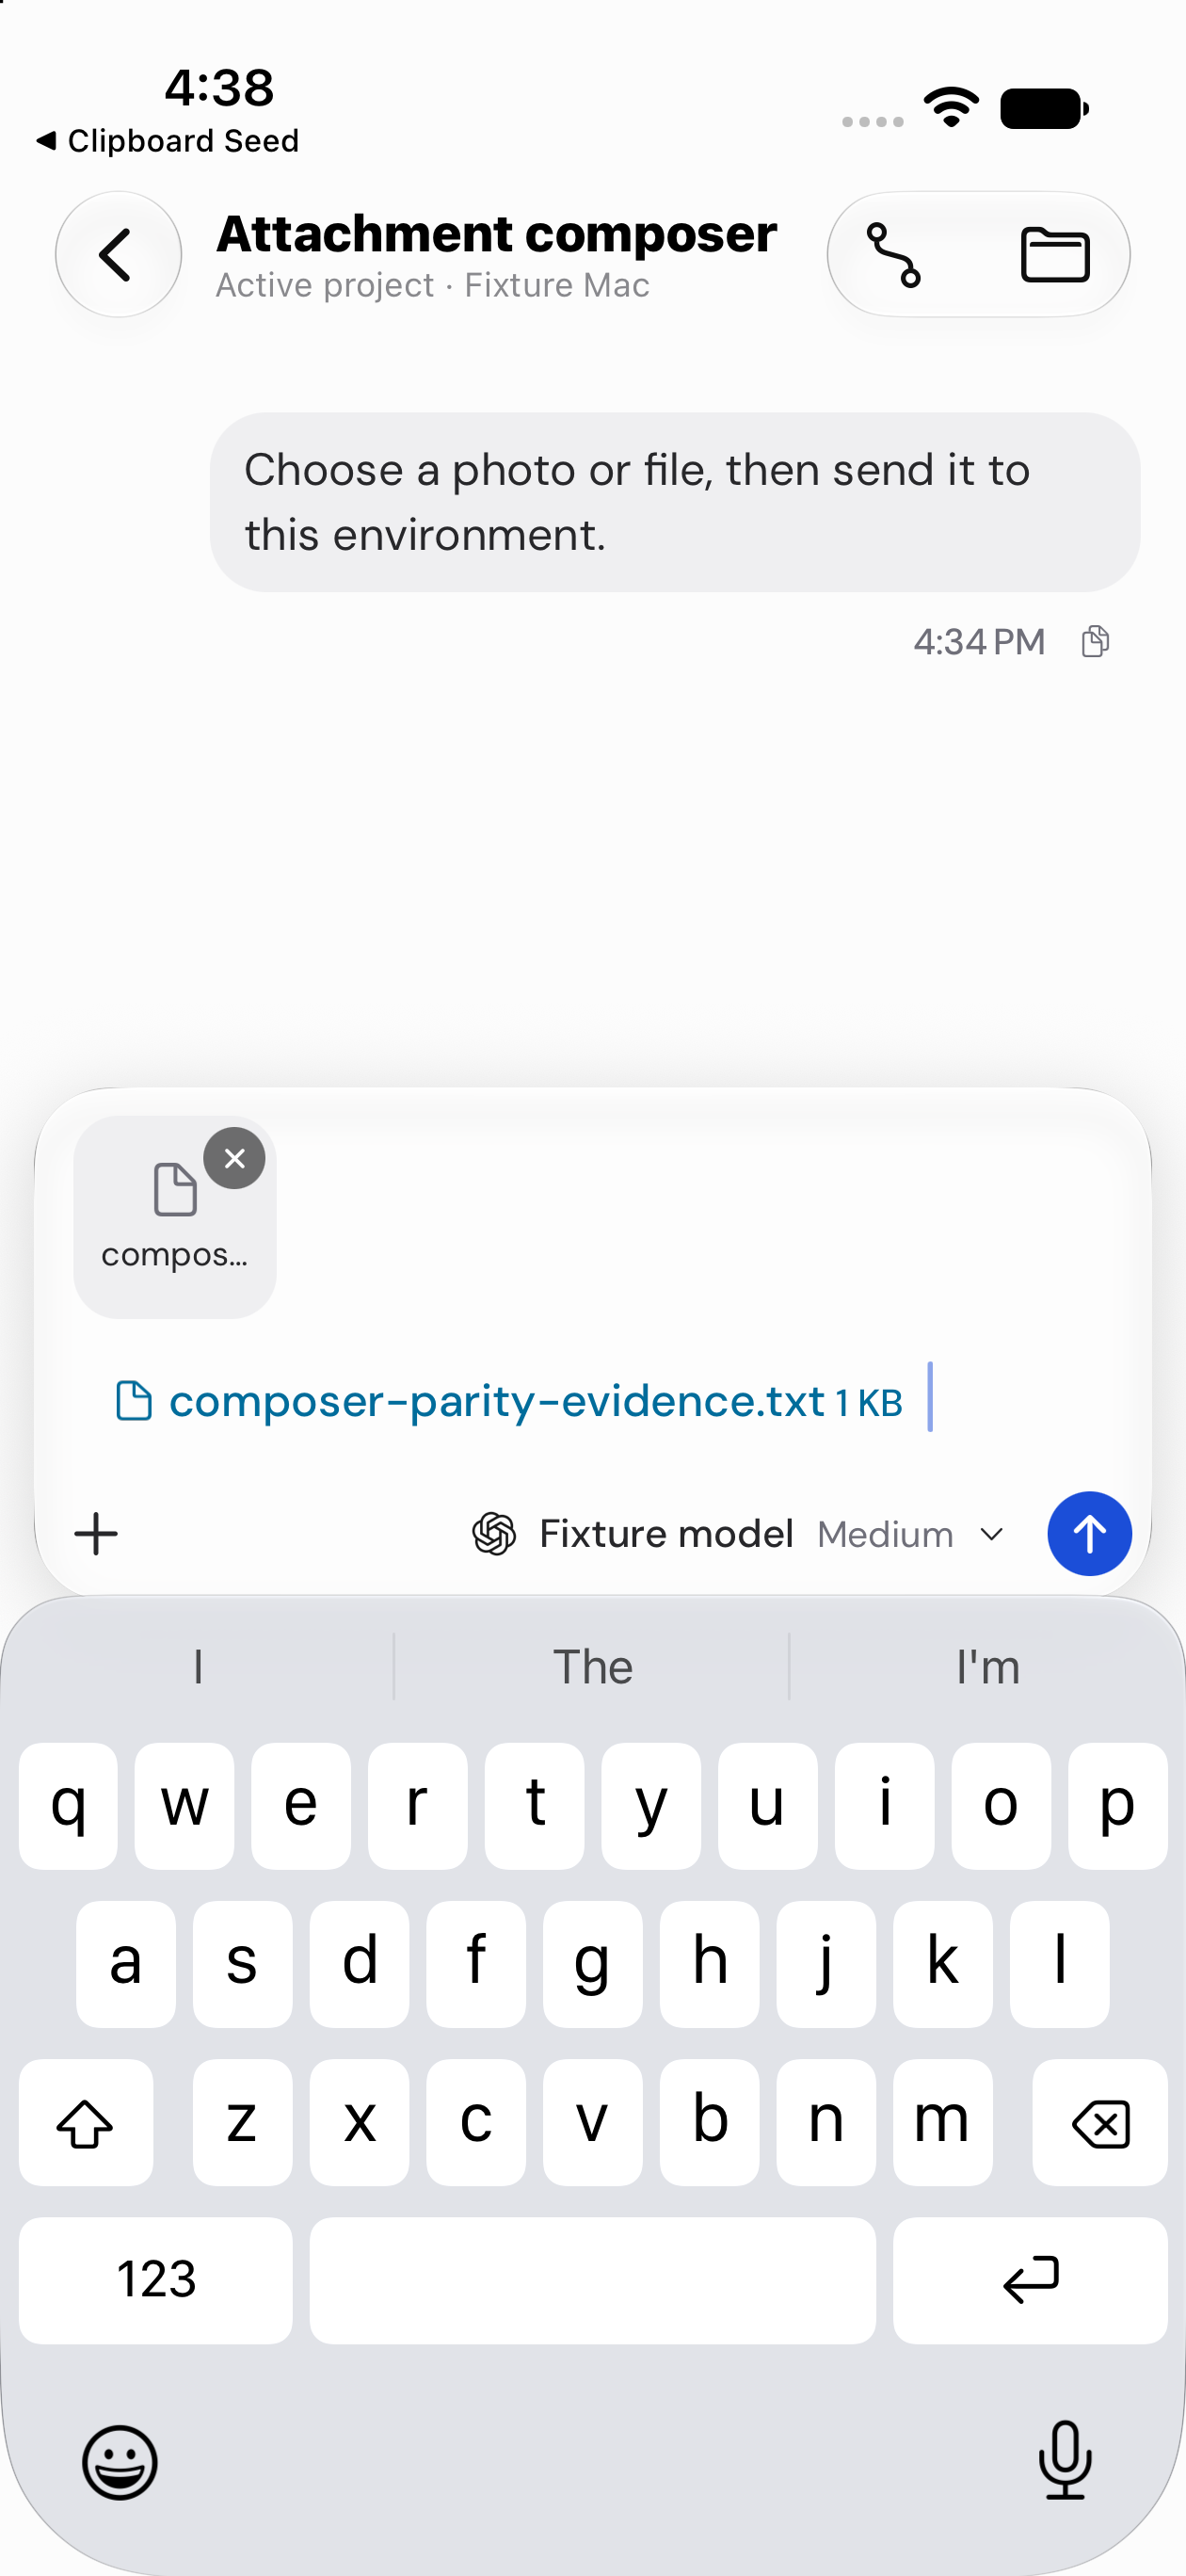 4:38
Clipboard Seed
Attachment composer
Active project · Fixture Mac
Choose a photo or file, then send it to
this environment.
4:34 PM
compos...
composer-parity-evidence.txt 1 KB
Fixture model Medium
I The I'm
q w e r t y u i o p
a s d f g h j k l
z x c v b n m
123